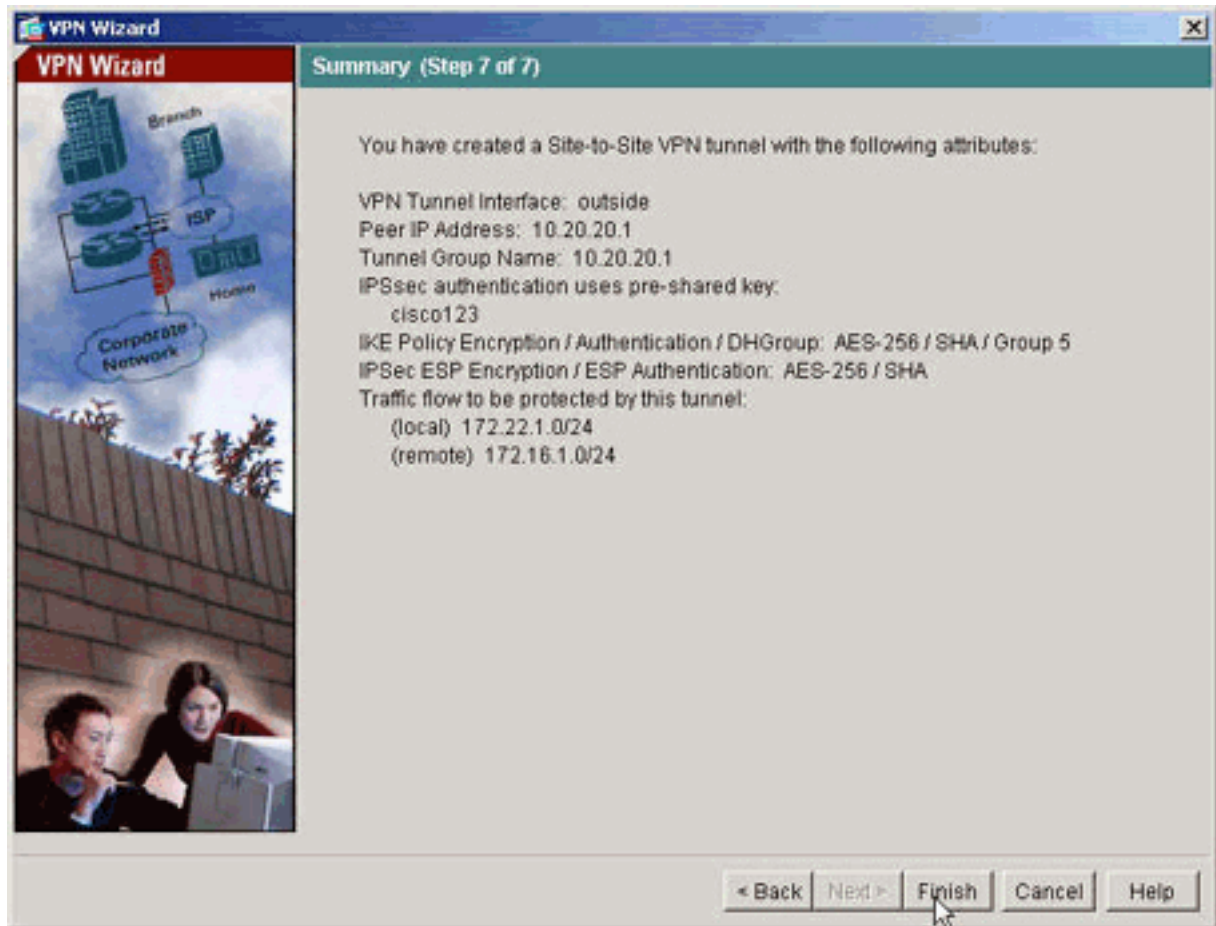 VPN Wizard
VPN Wizard
Summary (Step 7 of 7)
Branch
ISP
Home
Corporate
Network
You have created a Site-to-Site VPN tunnel with the following attributes:
VPN Tunnel Interface: outside
Peer IP Address: 10.20.20.1
Tunnel Group Name: 10.20.20.1
IPSsec authentication uses pre-shared key:
cisco123
IKE Policy Encryption / Authentication / DHGroup: AES-256 / SHA / Group 5
IPSec ESP Encryption / ESP Authentication: AES-256 / SHA
Traffic flow to be protected by this tunnel:
(local) 172.22.1.0/24
(remote) 172.16.1.0/24
< Back Next > Finish Cancel Help